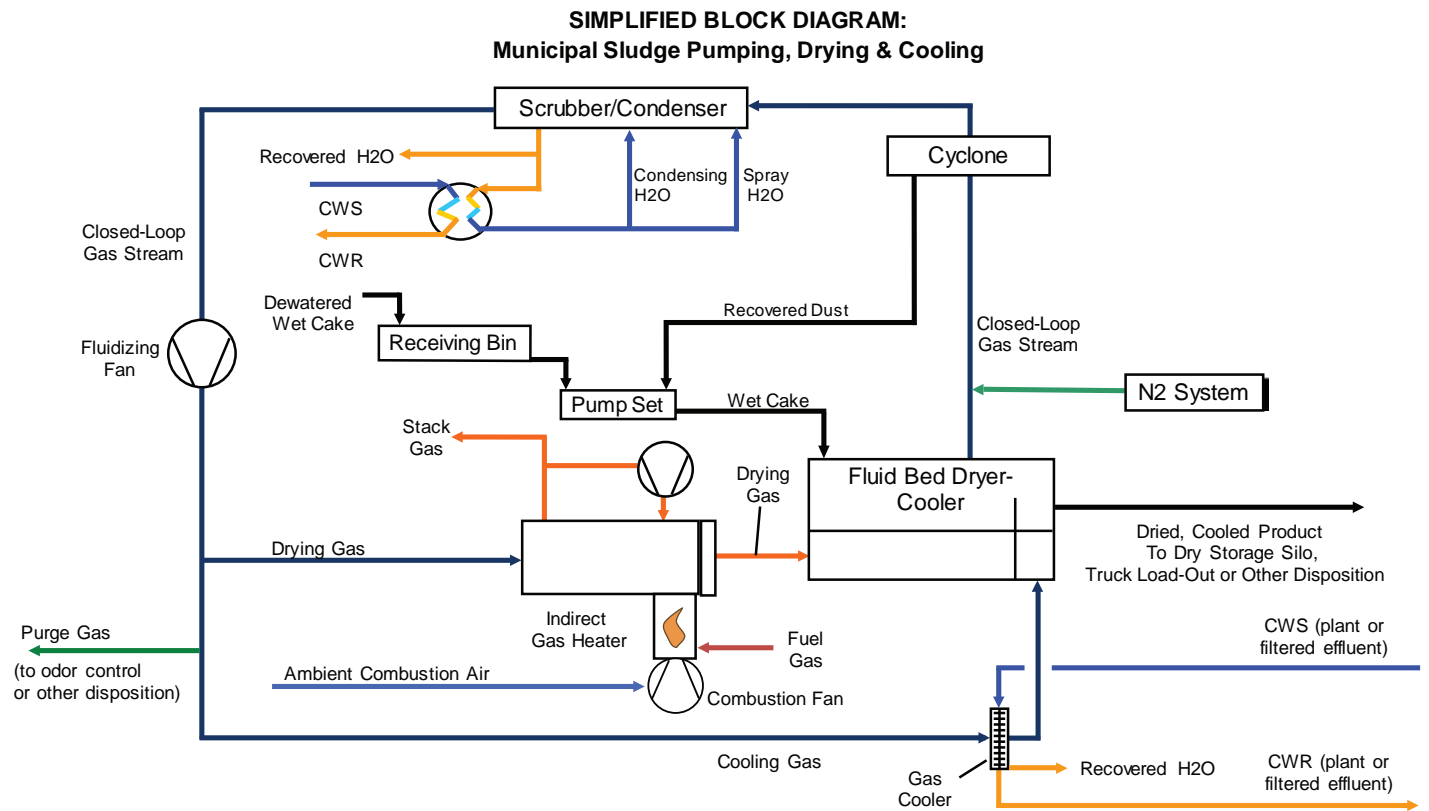 SIMPLIFIED BLOCK DIAGRAM:
Municipal Sludge Pumping, Drying & Cooling
Scrubber/Condenser
Cyclone
Recovered H2O
Condensing
H2O
Spray
H2O
CWS
CWR
Closed-Loop
Gas Stream
Dewatered
Wet Cake
Receiving Bin
Recovered Dust
Closed-Loop
Gas Stream
Fluidizing
Fan
N2 System
Pump Set
Wet Cake
Stack
Gas
Drying
Gas
Fluid Bed Dryer-
Cooler
Drying Gas
Dried, Cooled Product
To Dry Storage Silo,
Truck Load-Out or Other Disposition
Indirect
Gas Heater
Fuel
Gas
Purge Gas
(to odor control
or other disposition)
Ambient Combustion Air
Combustion Fan
CWS (plant or
filtered effluent)
Cooling Gas
Gas
Cooler
Recovered H2O
CWR (plant or
filtered effluent)